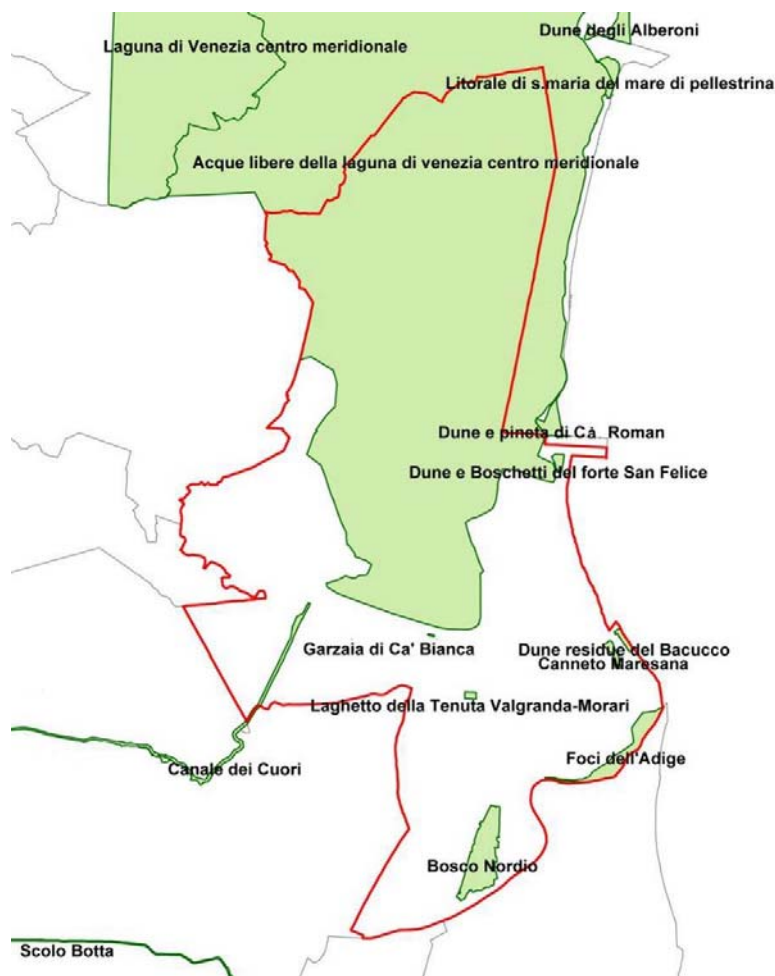 Dune degli Alberoni
Laguna di Venezia centro meridionale
Litorale di s.maria del mare di pellestrina
Acque libere della laguna di venezia centro meridionale
Dune e pineta di Cà Roman
Dune e Boschetti del forte San Felice
Garzaia di Ca' Bianca
Dune residue del Bacucco
Canneto Maresana
Laghetto della Tenuta Valgranda-Morari
Foci dell'Adige
Canale dei Cuori
Bosco Nordio
Scolo Botta